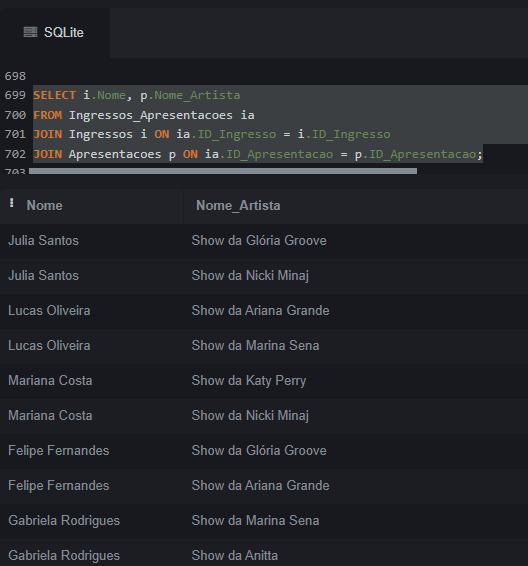 SQLite
698
699 SELECT i.Nome, p.Nome_Artista
700 FROM Ingressos_Apresentacoes ia
701 JOIN Ingressos i ON ia.ID_Ingresso = i.ID_Ingresso
702 JOIN Apresentacoes p ON ia.ID_Apresentacao = p.ID_Apresentacao;
703
Nome Nome_Artista
Julia Santos Show da Glória Groove
Julia Santos Show da Nicki Minaj
Lucas Oliveira Show da Ariana Grande
Lucas Oliveira Show da Marina Sena
Mariana Costa Show da Katy Perry
Mariana Costa Show da Nicki Minaj
Felipe Fernandes Show da Glória Groove
Felipe Fernandes Show da Ariana Grande
Gabriela Rodrigues Show da Marina Sena
Gabriela Rodrigues Show da Anitta